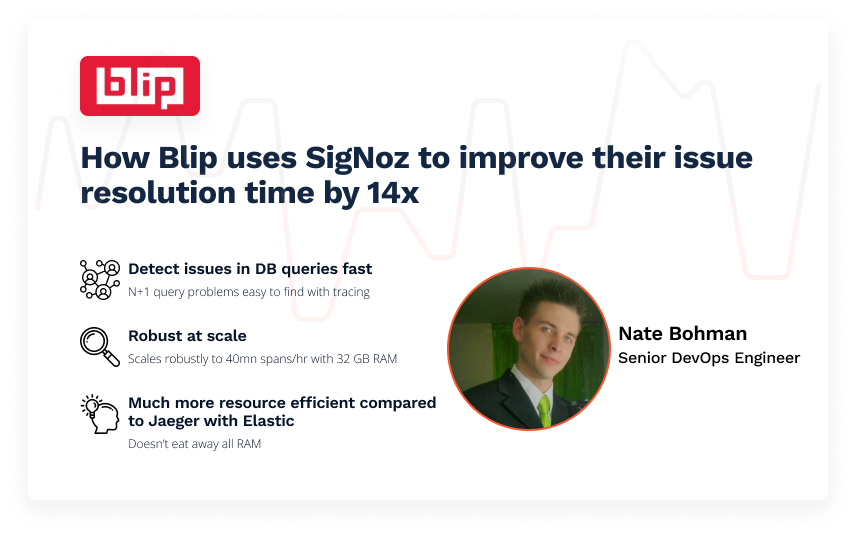 blip
How Blip uses SigNoz to improve their issue
resolution time by 14x
Detect issues in DB queries fast
N+1 query problems easy to find with tracing
Robust at scale
Scales robustly to 40mn spans/hr with 32 GB RAM
Much more resource efficient compared
to Jaeger with Elastic
Doesn't eat away all RAM
Nate Bohman
Senior DevOps Engineer